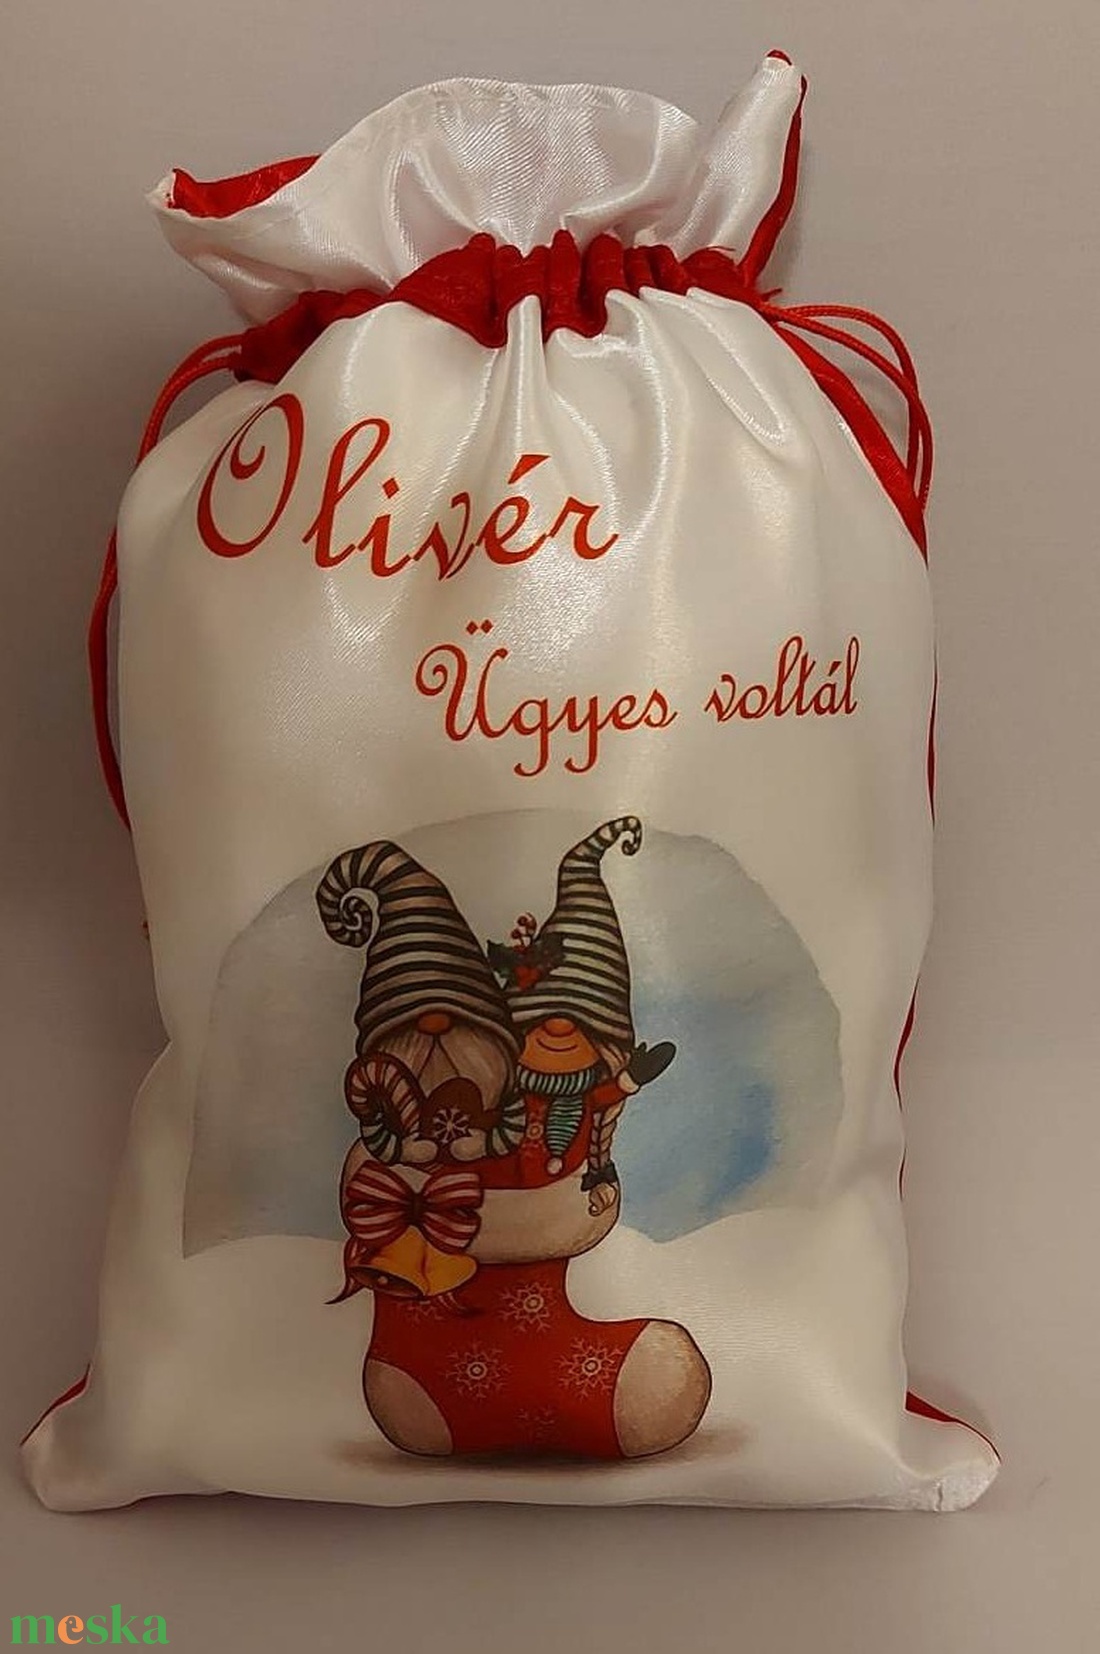 Olivér
Ügyes voltál
meska